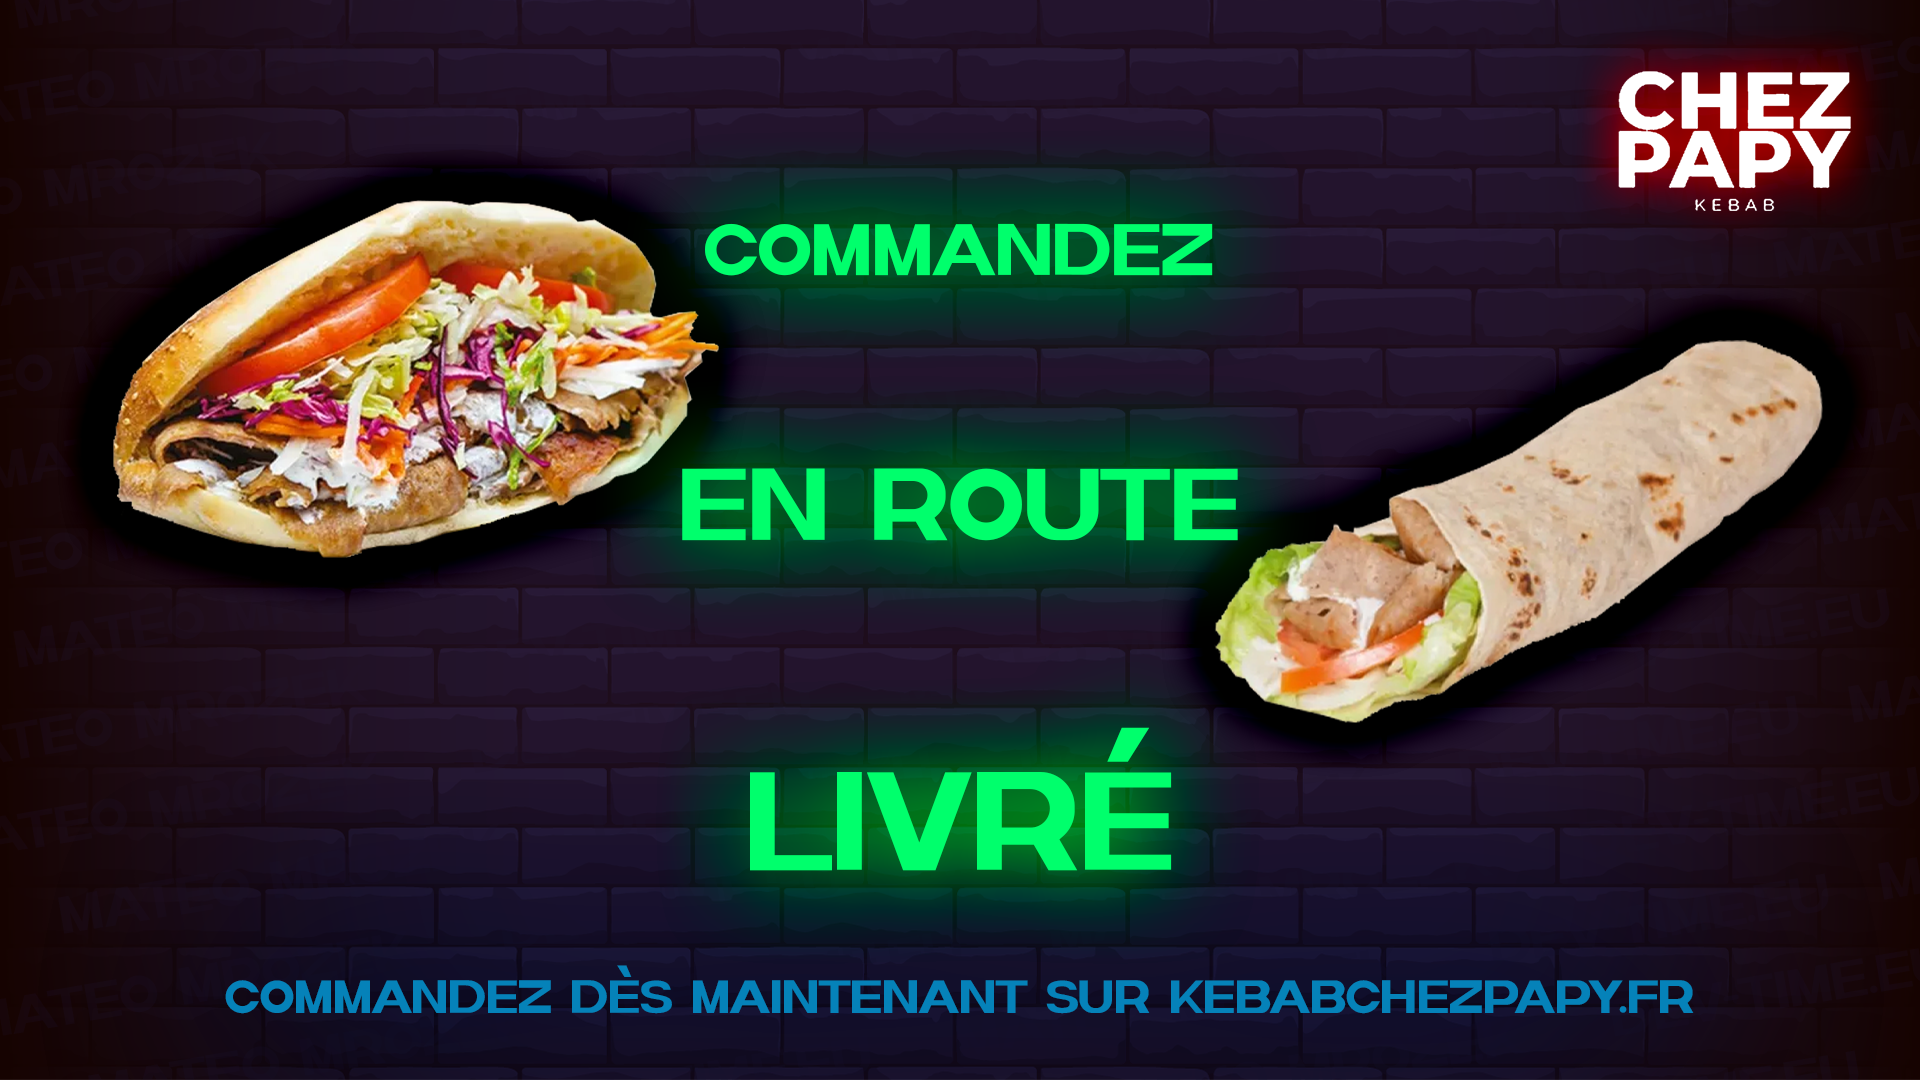 CHEZ
PAPY
KEBAB
COMMANDEZ
EN ROUTE
LIVRÉ
COMMANDEZ DÈS MAINTENANT SUR KEBABCHEZPAPY.FR